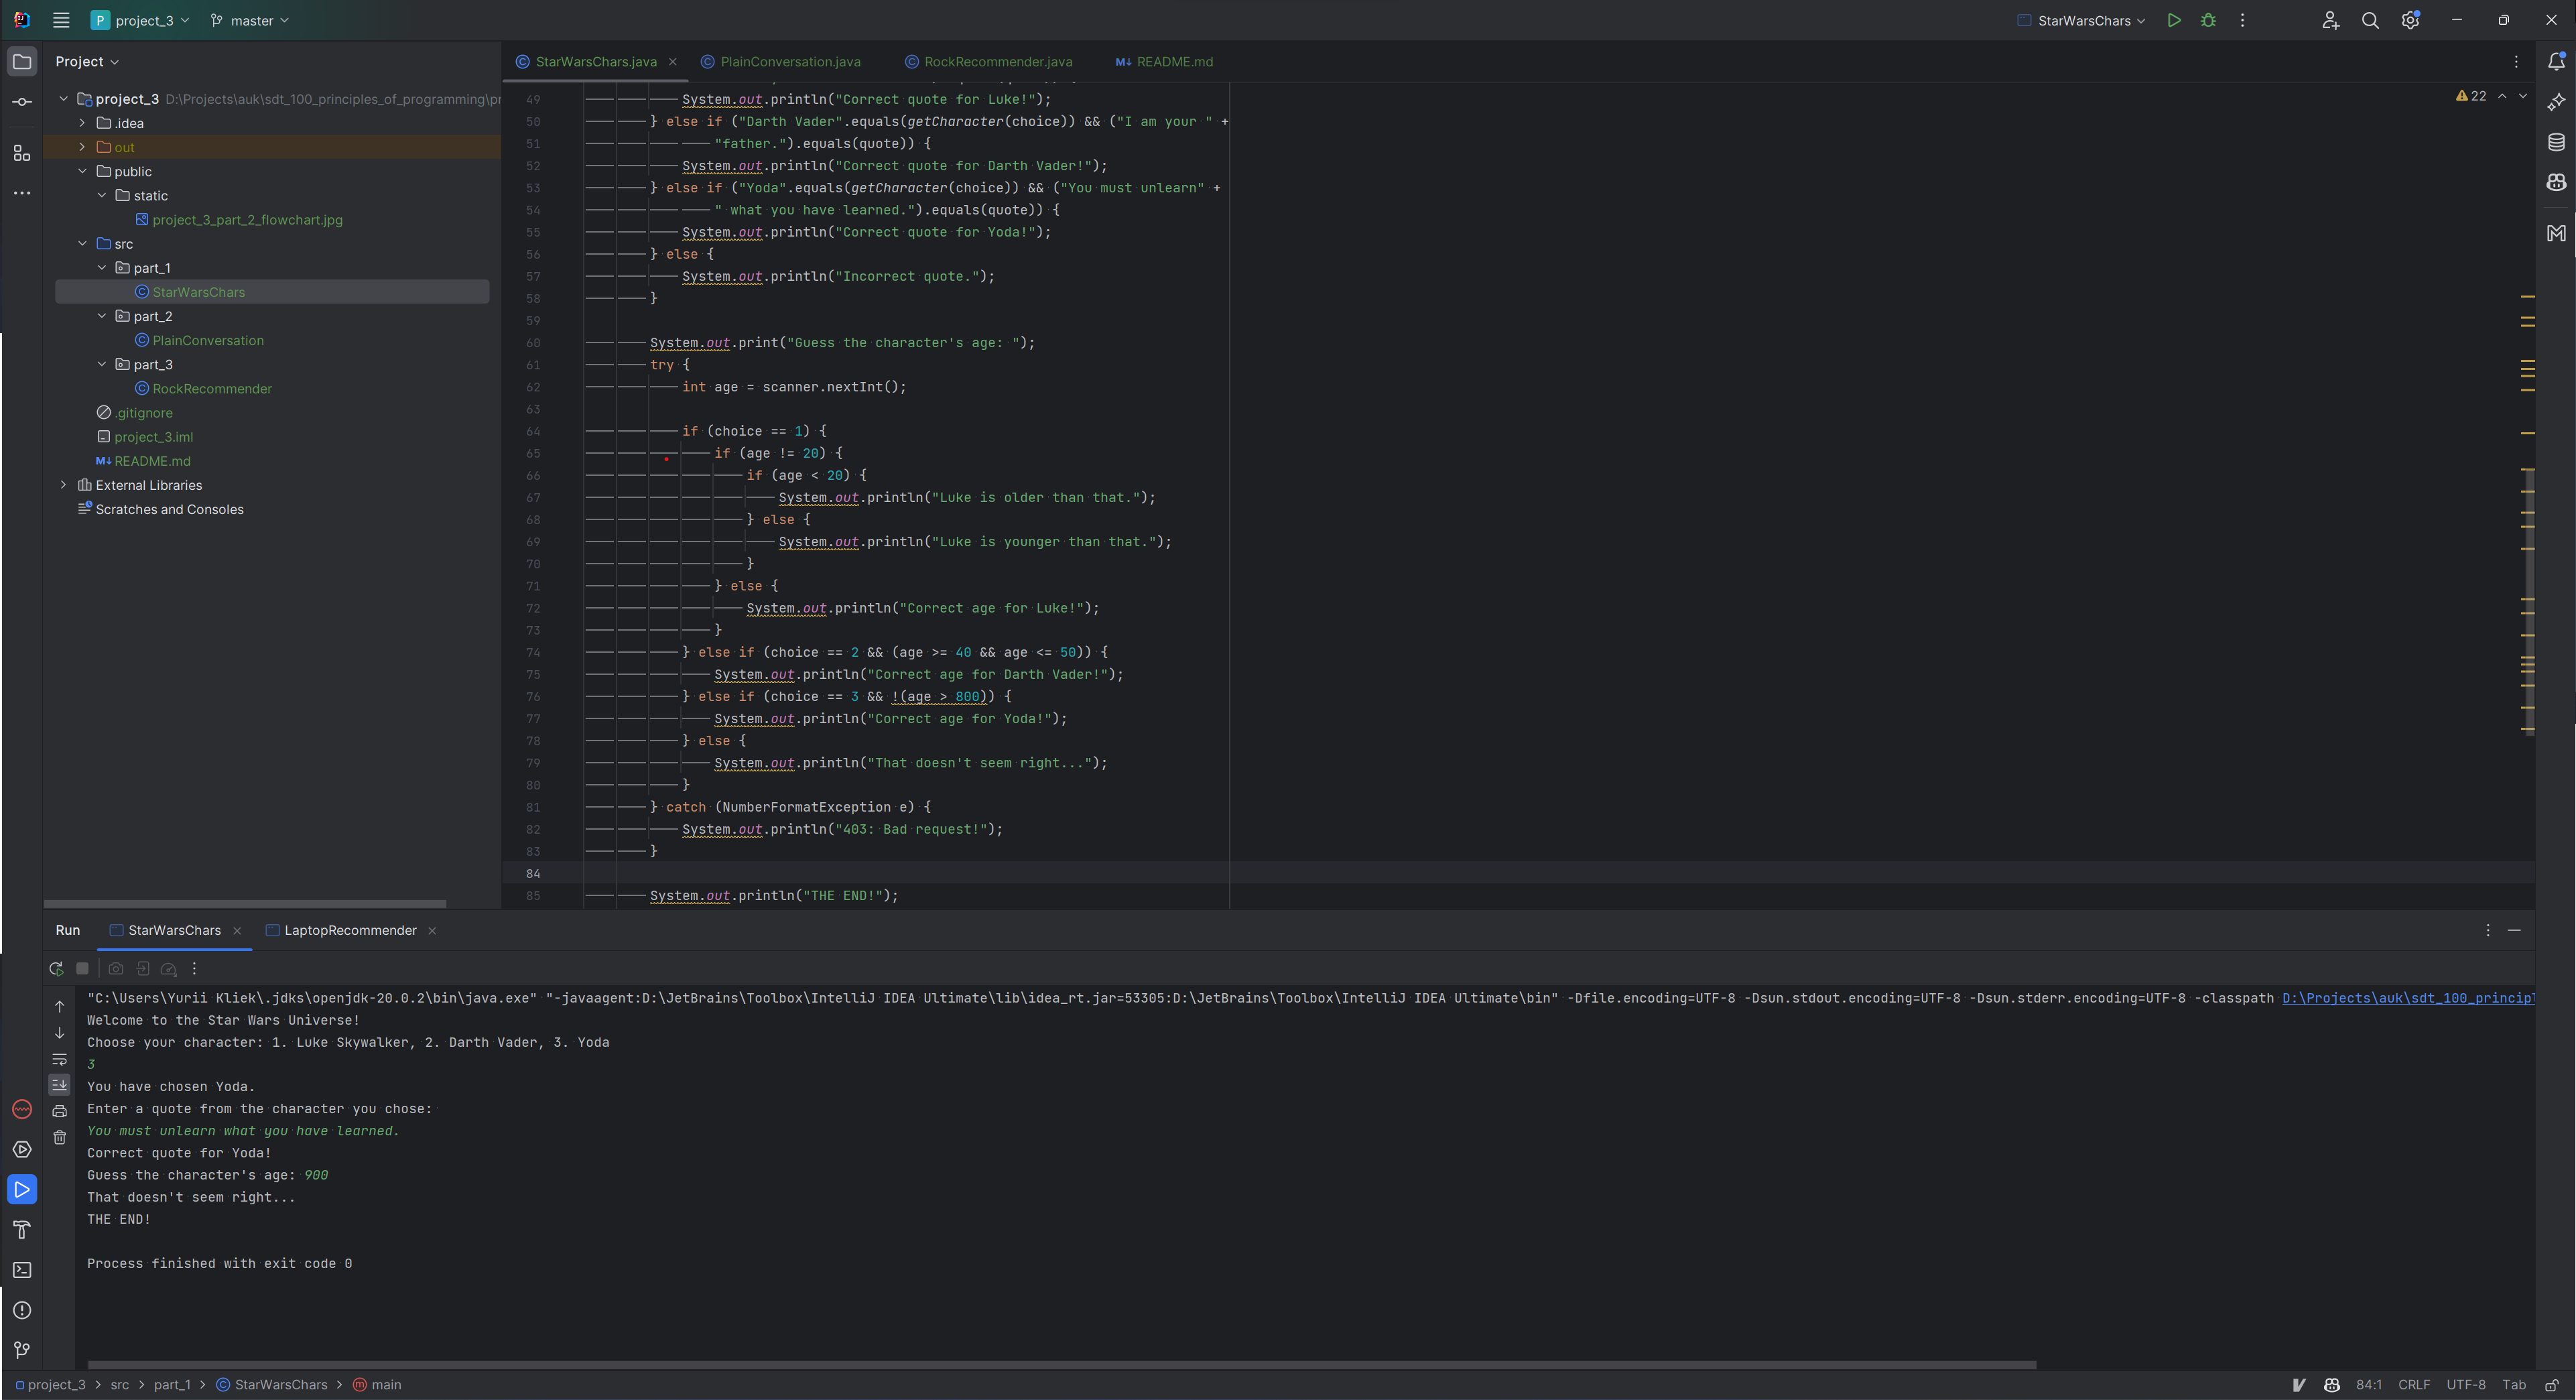 project_3
master
StarWarsChars
Project
StarWarsChars.java
PlainConversation.java
RockRecommender.java
README.md
project_3 D:\Projects\auk\sdt_100_principles_of_programming\pr
.idea
out
public
static
project_3_part_2_flowchart.jpg
src
part_1
StarWarsChars
part_2
PlainConversation
part_3
RockRecommender
.gitignore
project_3.iml
README.md
External Libraries
Scratches and Consoles
22
49 System.out.println("Correct quote for Luke!");
50 } else if ("Darth Vader".equals(getCharacter(choice)) && ("I am your " +
51 "father.").equals(quote)) {
52 System.out.println("Correct quote for Darth Vader!");
53 } else if ("Yoda".equals(getCharacter(choice)) && ("You must unlearn" +
54 " what you have learned.").equals(quote)) {
55 System.out.println("Correct quote for Yoda!");
56 } else {
57 System.out.println("Incorrect quote.");
58 }
59
60 System.out.print("Guess the character's age: ");
61 try {
62 int age = scanner.nextInt();
63
64 if (choice == 1) {
65 if (age != 20) {
66 if (age < 20) {
67 System.out.println("Luke is older than that.");
68 } else {
69 System.out.println("Luke is younger than that.");
70 }
71 } else {
72 System.out.println("Correct age for Luke!");
73 }
74 } else if (choice == 2 && (age >= 40 && age <= 50)) {
75 System.out.println("Correct age for Darth Vader!");
76 } else if (choice == 3 && !(age > 800)) {
77 System.out.println("Correct age for Yoda!");
78 } else {
79 System.out.println("That doesn't seem right...");
80 }
81 } catch (NumberFormatException e) {
82 System.out.println("403: Bad request!");
83 }
84
85 System.out.println("THE END!");
Run
StarWarsChars
LaptopRecommender
"C:\Users\Yurii Kliek\.jdks\openjdk-20.0.2\bin\java.exe" "-javaagent:D:\JetBrains\Toolbox\IntelliJ IDEA Ultimate\lib\idea_rt.jar=53305:D:\JetBrains\Toolbox\IntelliJ IDEA Ultimate\bin" -Dfile.encoding=UTF-8 -Dsun.stdout.encoding=UTF-8 -Dsun.stderr.encoding=UTF-8 -classpath D:\Projects\auk\sdt_100_princip
Welcome to the Star Wars Universe!
Choose your character: 1. Luke Skywalker, 2. Darth Vader, 3. Yoda
3
You have chosen Yoda.
Enter a quote from the character you chose:
You must unlearn what you have learned.
Correct quote for Yoda!
Guess the character's age: 900
That doesn't seem right...
THE END!
Process finished with exit code 0
project_3 > src > part_1 > StarWarsChars > main
84:1 CRLF UTF-8 Tab